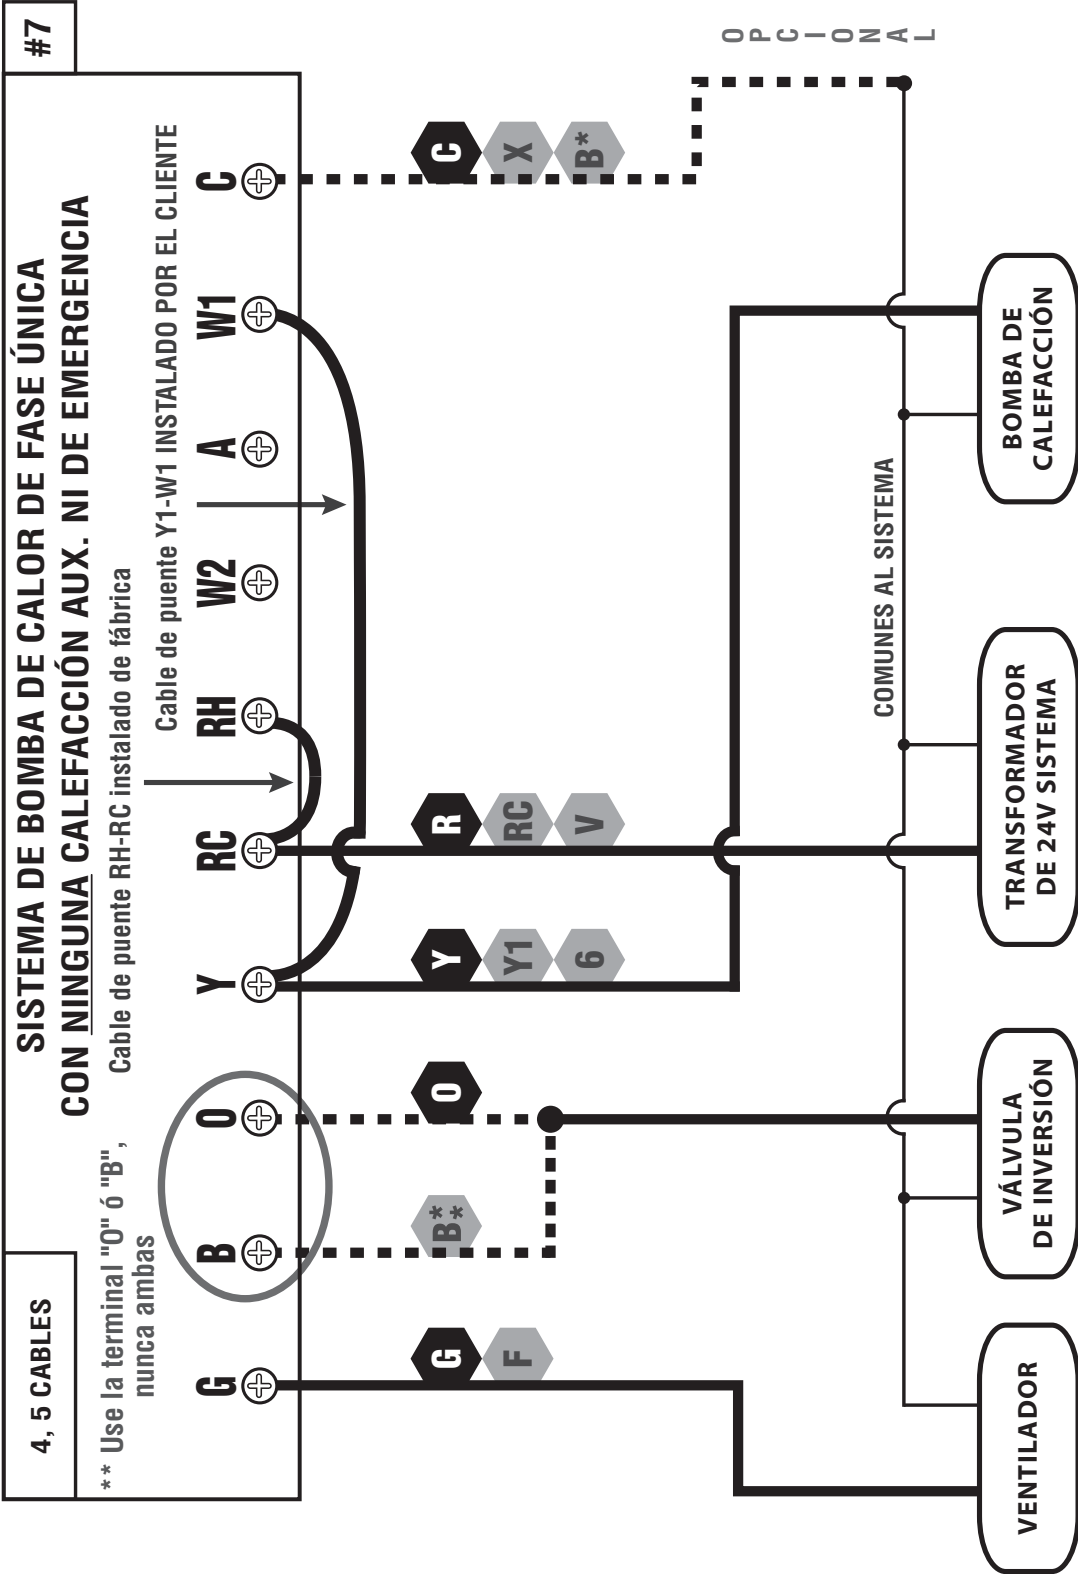 4, 5 CABLES
SISTEMA DE BOMBA DE CALOR DE FASE ÚNICA
CON NINGUNA CALEFACCIÓN AUX. NI DE EMERGENCIA
#7
** Use la terminal "O" ó "B",
nunca ambas
Cable de puente RH-RC instalado de fábrica
Cable de puente Y1-W1 INSTALADO POR EL CLIENTE
G
B
O
Y
RC
RH
W2
A
W1
C
G
F
B*
O
Y
Y1
6
R
RC
V
C
X
B*
OPCIONAL
COMUNES AL SISTEMA
VENTILADOR
VÁLVULA
DE INVERSIÓN
TRANSFORMADOR
DE 24V SISTEMA
BOMBA DE
CALEFACCIÓN